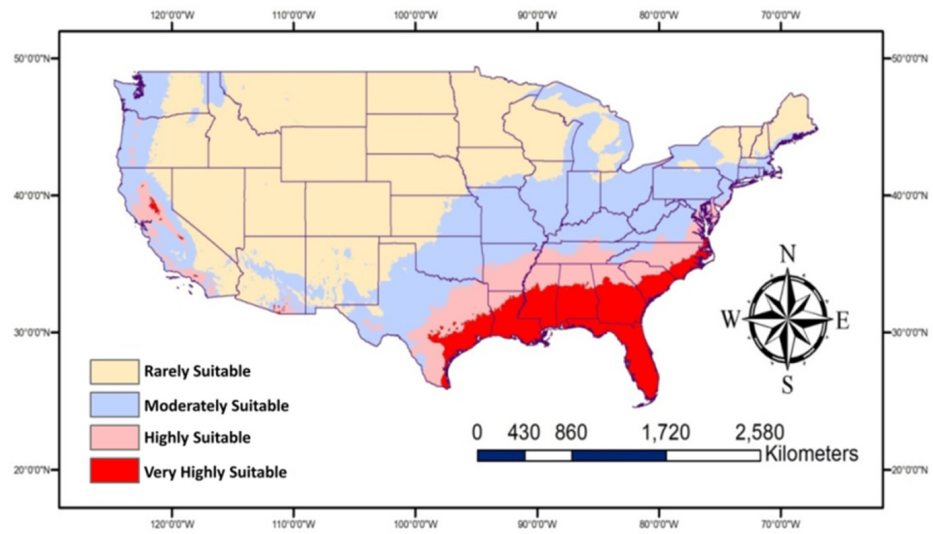 120°0'0"W 110°0'0"W 100°0'0"W 90°0'0"W 80°0'0"W 70°0'0"W
50°0'0"N 50°0'0"N
40°0'0"N 40°0'0"N
N
W E
30°0'0"N 30°0'0"N
S
Rarely Suitable
Moderately Suitable
Highly Suitable
Very Highly Suitable
0 430 860 1,720 2,580
Kilometers
20°0'0"N 20°0'0"N
120°0'0"W 110°0'0"W 100°0'0"W 90°0'0"W 80°0'0"W 70°0'0"W